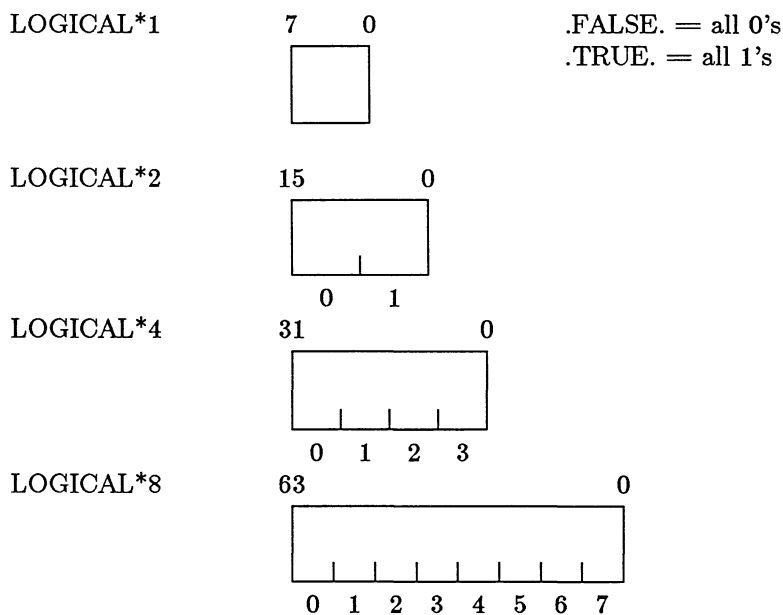 LOGICAL*1 7 0 .FALSE. = all 0's
.TRUE. = all 1's
LOGICAL*2 15 0
0 1
LOGICAL*4 31 0
0 1 2 3
LOGICAL*8 63 0
0 1 2 3 4 5 6 7